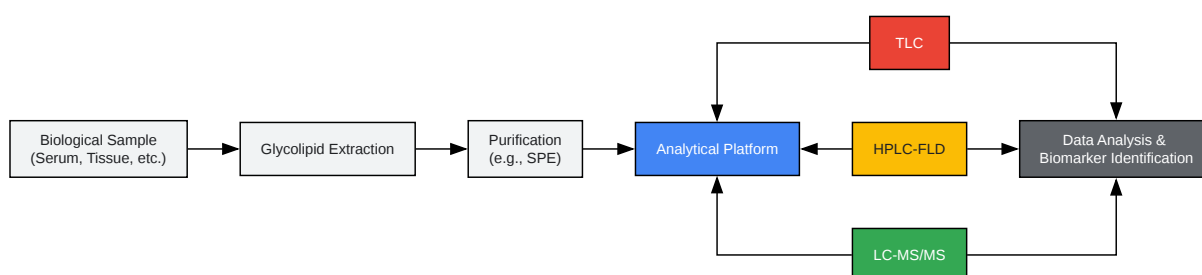 Biological Sample
(Serum, Tissue, etc.)
Glycolipid Extraction
Purification
(e.g., SPE)
Analytical Platform
TLC
HPLC-FLD
LC-MS/MS
Data Analysis &
Biomarker Identification